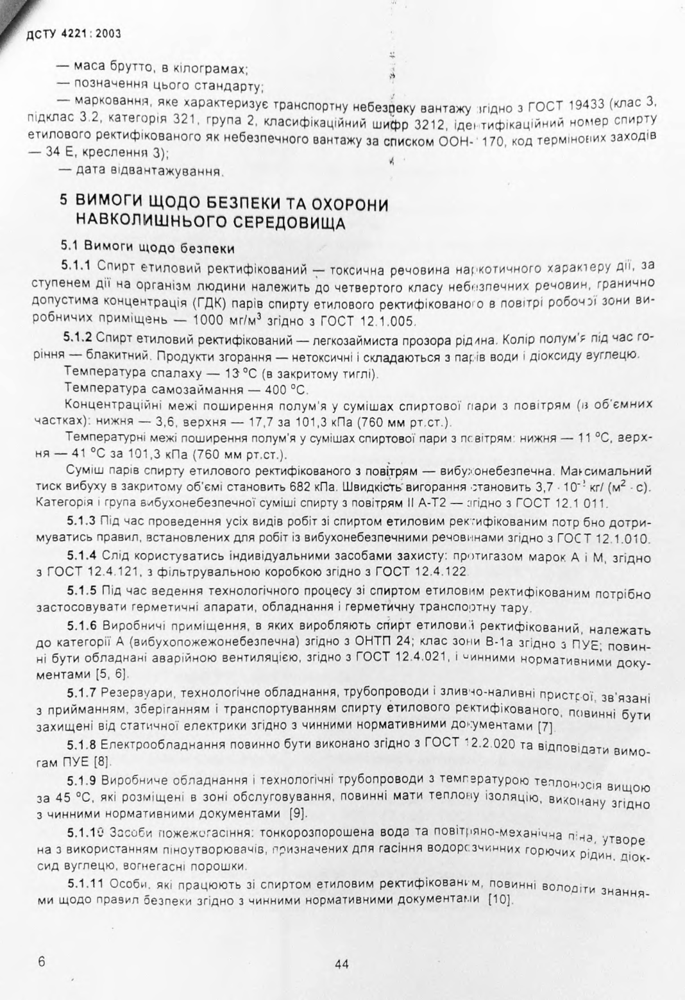 ДСТУ 4221 : 2003
— маса брутто, в кілограмах;
— позначення цього стандарту;
— марковання, яке характеризує транспортну небезпеку вантажу згідно з ГОСТ 19433 (клас 3,
підклас 3.2, категорія 321, група 2, класифікаційний шифр 3212, ідентифікаційний номер спирту
етилового ректифікованого як небезпечного вантажу за списком ООН- 170, код термінових заходів
— 34 Е, креслення 3);
— дата відвантажування.
5 ВИМОГИ ЩОДО БЕЗПЕКИ ТА ОХОРОНИ
НАВКОЛИШНЬОГО СЕРЕДОВИЩА
5.1 Вимоги щодо безпеки
5.1.1 Спирт етиловий ректифікований — токсична речовина наркотичного характеру дії, за
ступенем дії на організм людини належить до четвертого класу небезпечних речовин, гранично
допустима концентрація (ГДК) парів спирту етилового ректифікованого в повітрі робочої зони ви-
робничих приміщень — 1000 мг/м³ згідно з ГОСТ 12.1.005.
5.1.2 Спирт етиловий ректифікований — легкозаймиста прозора рідина. Колір полум'я під час го-
ріння — блакитний. Продукти згорання — нетоксичні і складаються з парів води і діоксиду вуглецю.
Температура спалаху — 13 °С (в закритому тиглі).
Температура самозаймання — 400 °С.
Концентраційні межі поширення полум'я у сумішах спиртової пари з повітрям (в об'ємних
частках): нижня — 3,6, верхня — 17,7 за 101,3 кПа (760 мм рт.ст.).
Температурні межі поширення полум'я у сумішах спиртової пари з повітрям: нижня — 11 °С, верх-
ня — 41 °С за 101,3 кПа (760 мм рт.ст.).
Суміш парів спирту етилового ректифікованого з повітрям — вибухонебезпечна. Максимальний
тиск вибуху в закритому об'ємі становить 682 кПа. Швидкість вигорання становить 3,7 · кг/ (м² · с).
Категорія і група вибухонебезпечної суміші спирту з повітрям II А-Т2 — згідно з ГОСТ 12.1 011.
5.1.3 Під час проведення усіх видів робіт зі спиртом етиловим ректифікованим потр бно дотри-
муватись правил, встановлених для робіт із вибухонебезпечними речовинами згідно з ГОСТ 12.1.010.
5.1.4 Слід користуватись індивідуальними засобами захисту: протигазом марок А і М, згідно
з ГОСТ 12.4.121, з фільтрувальною коробкою згідно з ГОСТ 12.4.122.
5.1.5 Під час ведення технологічного процесу зі спиртом етиловим ректифікованим потрібно
застосовувати герметичні апарати, обладнання і герметичну транспортну тару.
5.1.6 Виробничі приміщення, в яких виробляють спирт етиловий ректифікований, належать
до категорії А (вибухопожежонебезпечна) згідно з ОНТП 24; клас зони В-1а згідно з ПУЕ; повин-
ні бути обладнані аварійною вентиляцією, згідно з ГОСТ 12.4.021, і чинними нормативними доку-
ментами [5, 6].
5.1.7 Резервуари, технологічне обладнання, трубопроводи і зливно-наливні пристрої, зв'язані
з прийманням, зберіганням і транспортуванням спирту етилового ректифікованого, повинні бути
захищені від статичної електрики згідно з чинними нормативними документами [7].
5.1.8 Електрообладнання повинно бути виконано згідно з ГОСТ 12.2.020 та відповідати вимо-
гам ПУЕ [8].
5.1.9 Виробниче обладнання і технологічні трубопроводи з температурою теплоносія вищою
за 45 °С, які розміщені в зоні обслуговування, повинні мати теплову ізоляцію, виконану згідно
з чинними нормативними документами [9].
5.1.10 Засоби пожежогасіння: тонкорозпорошена вода та повітряно-механічна піна, утворе
на з використанням піноутворювачів, призначених для гасіння водорозчинних горючих рідин, діок-
сид вуглецю, вогнегасні порошки.
5.1.11 Особи, які працюють зі спиртом етиловим ректифікованим, повинні володіти знання-
ми щодо правил безпеки згідно з чинними нормативними документами [10].
6
44